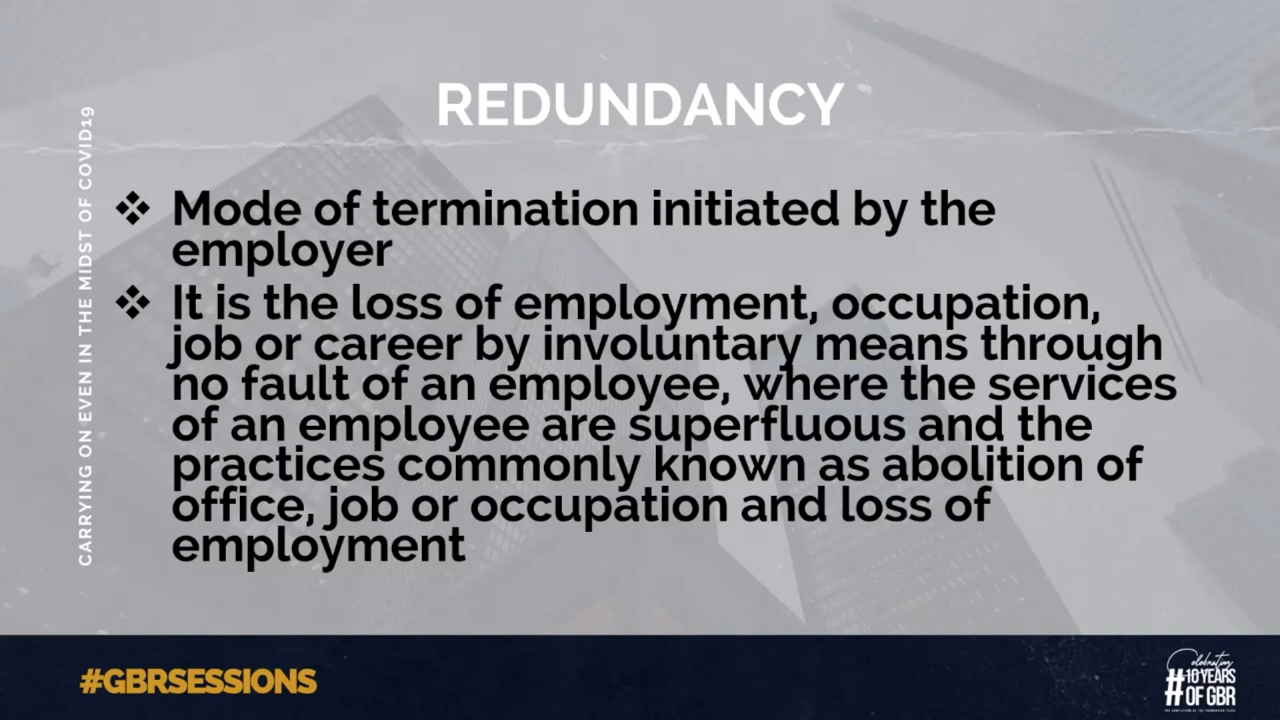 REDUNDANCY
CARRYING ON EVEN IN THE MIDST OF COVID19
❖ Mode of termination initiated by the
employer
❖ It is the loss of employment, occupation,
job or career by involuntary means through
no fault of an employee, where the services
of an employee are superfluous and the
practices commonly known as abolition of
office, job or occupation and loss of
employment
#GBRSESSIONS
Celebrating
#10 YEARS
OF GBR